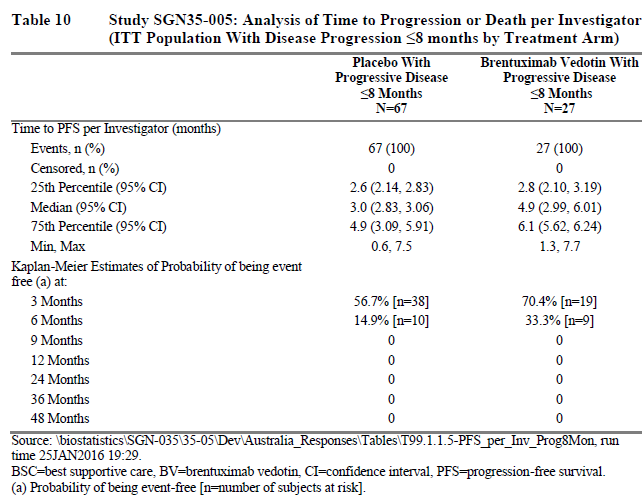 Table 10 Study SGN35-005: Analysis of Time to Progression or Death per Investigator
(ITT Population With Disease Progression ≤8 months by Treatment Arm)
Placebo With Brentuximab Vedotin With
Progressive Disease Progressive Disease
≤8 Months ≤8 Months
N=67 N=27
Time to PFS per Investigator (months)
Events, n (%) 67 (100) 27 (100)
Censored, n (%) 0 0
25th Percentile (95% CI) 2.6 (2.14, 2.83) 2.8 (2.10, 3.19)
Median (95% CI) 3.0 (2.83, 3.06) 4.9 (2.99, 6.01)
75th Percentile (95% CI) 4.9 (3.09, 5.91) 6.1 (5.62, 6.24)
Min, Max 0.6, 7.5 1.3, 7.7
Kaplan-Meier Estimates of Probability of being event
free (a) at:
3 Months 56.7% [n=38] 70.4% [n=19]
6 Months 14.9% [n=10] 33.3% [n=9]
9 Months 0 0
12 Months 0 0
24 Months 0 0
36 Months 0 0
48 Months 0 0
Source: \biostatistics\SGN-035\35-05\Dev\Australia_Responses\Tables\T99.1.1.5-PFS_per_Inv_Prog8Mon, run
time 25JAN2016 19:29.
BSC=best supportive care, BV=brentuximab vedotin, CI=confidence interval, PFS=progression-free survival.
(a) Probability of being event-free [n=number of subjects at risk].